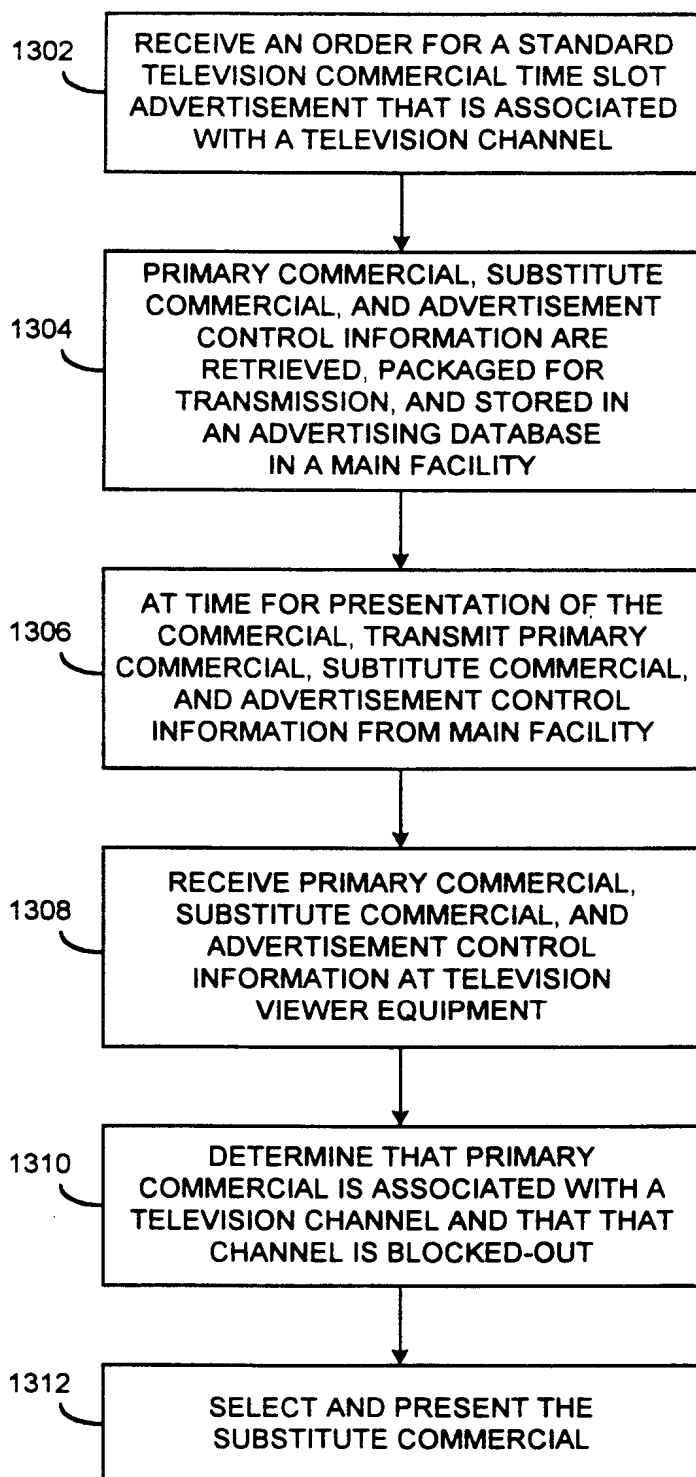 1302
RECEIVE AN ORDER FOR A STANDARD
TELEVISION COMMERCIAL TIME SLOT
ADVERTISEMENT THAT IS ASSOCIATED
WITH A TELEVISION CHANNEL
1304
PRIMARY COMMERCIAL, SUBSTITUTE
COMMERCIAL, AND ADVERTISEMENT
CONTROL INFORMATION ARE
RETRIEVED, PACKAGED FOR
TRANSMISSION, AND STORED IN
AN ADVERTISING DATABASE
IN A MAIN FACILITY
1306
AT TIME FOR PRESENTATION OF THE
COMMERCIAL, TRANSMIT PRIMARY
COMMERCIAL, SUBTITUTE COMMERCIAL,
AND ADVERTISEMENT CONTROL
INFORMATION FROM MAIN FACILITY
1308
RECEIVE PRIMARY COMMERCIAL,
SUBSTITUTE COMMERCIAL, AND
ADVERTISEMENT CONTROL
INFORMATION AT TELEVISION
VIEWER EQUIPMENT
1310
DETERMINE THAT PRIMARY
COMMERCIAL IS ASSOCIATED WITH A
TELEVISION CHANNEL AND THAT THAT
CHANNEL IS BLOCKED-OUT
1312
SELECT AND PRESENT THE
SUBSTITUTE COMMERCIAL